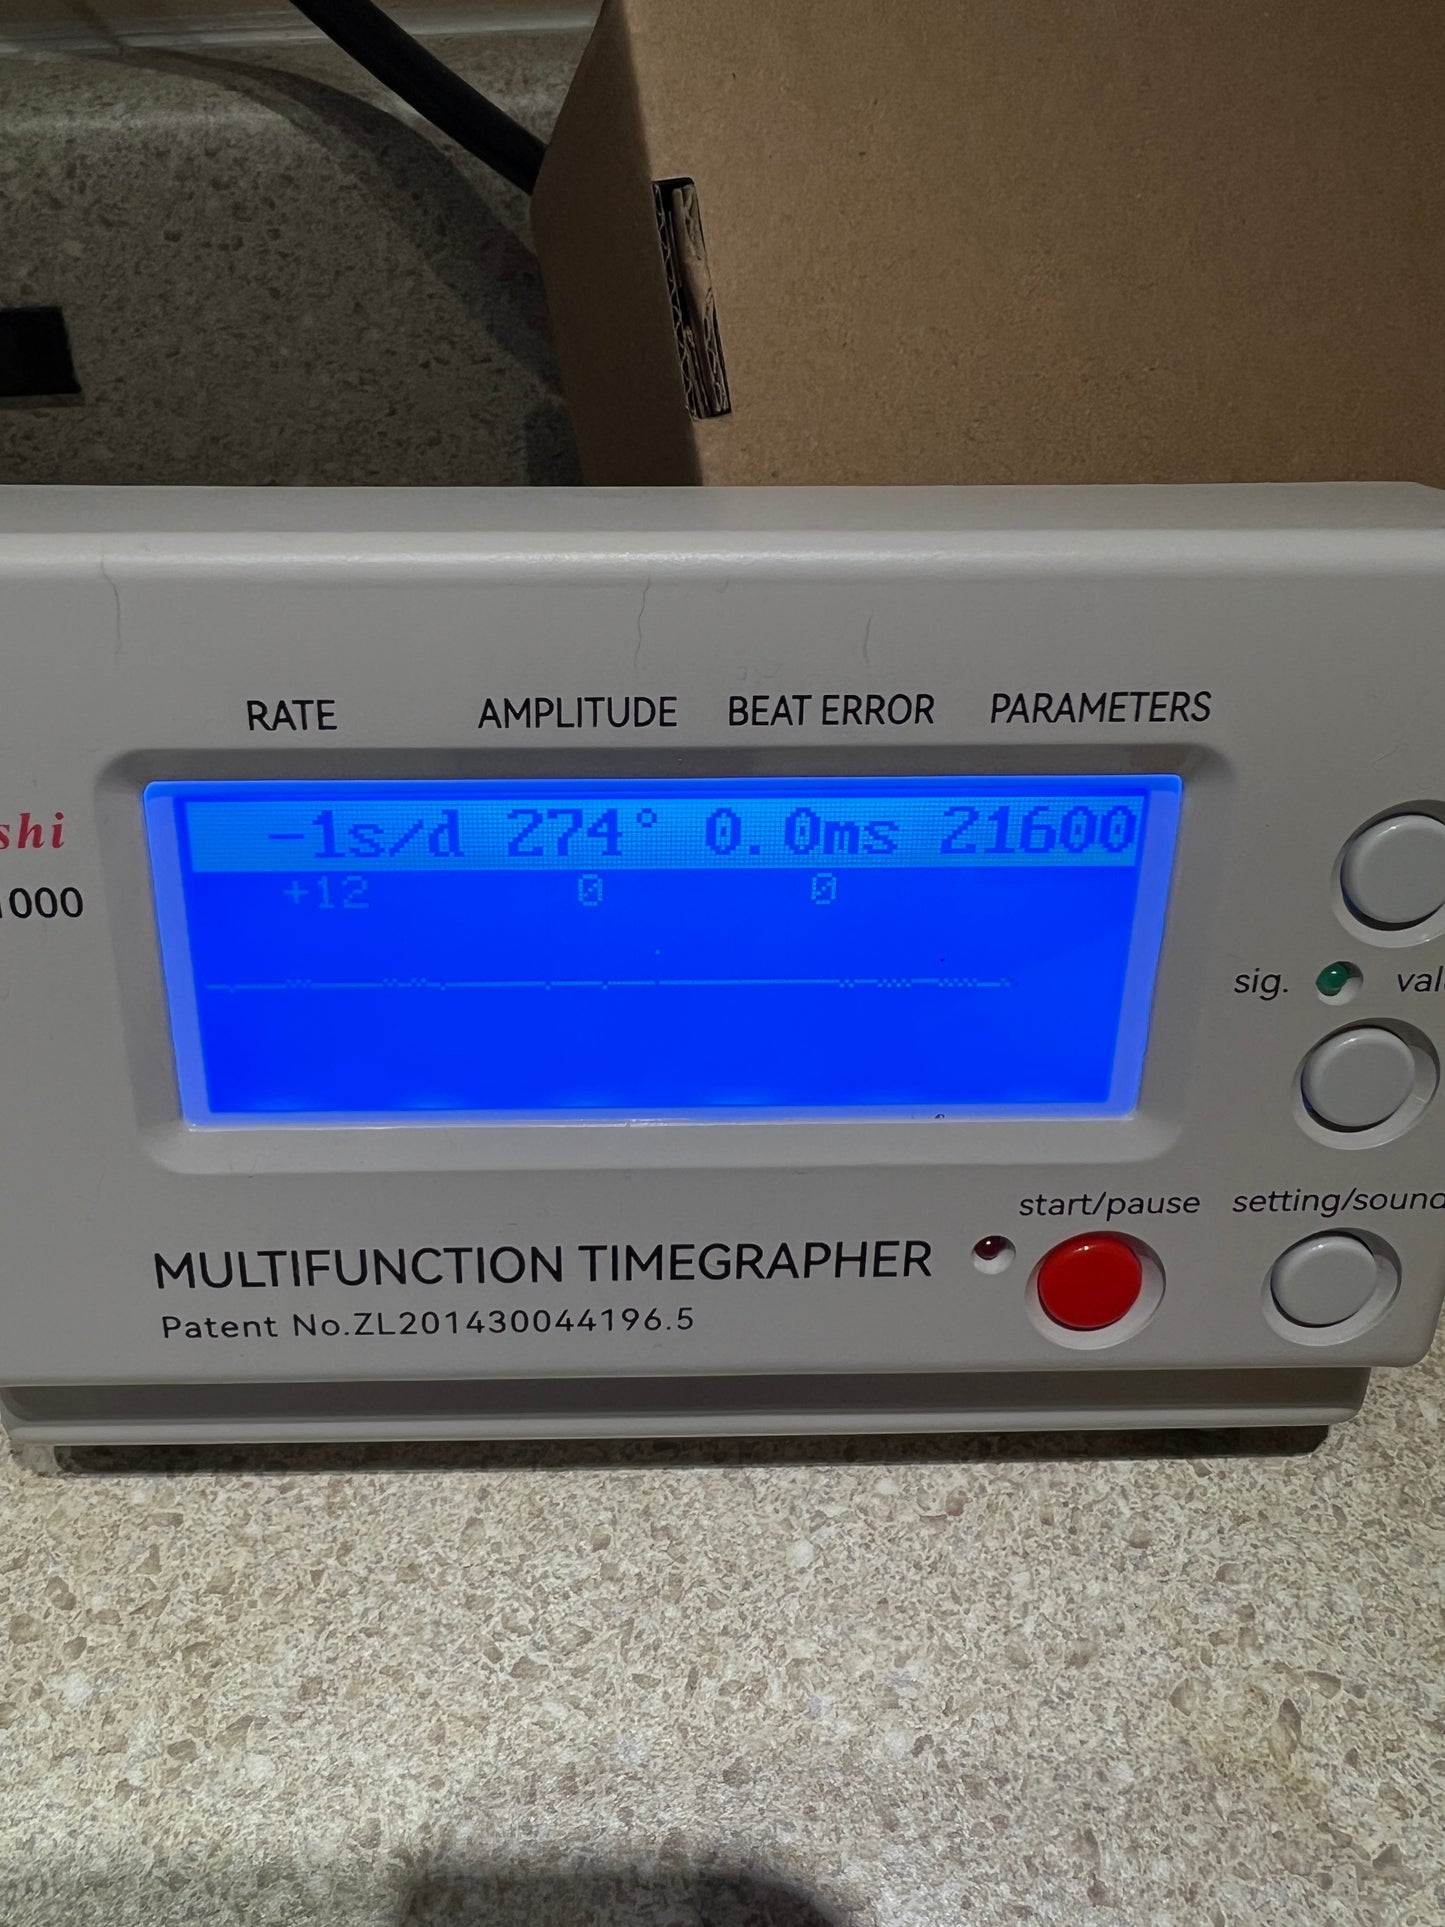 RATE AMPLITUDE BEAT ERROR PARAMETERS
shi
-1s/d 274° 0.0ms 21600
1000
+12 0 0
sig. val
start/pause setting/sound
MULTIFUNCTION TIMEGRAPHER
Patent No.ZL201430044196.5